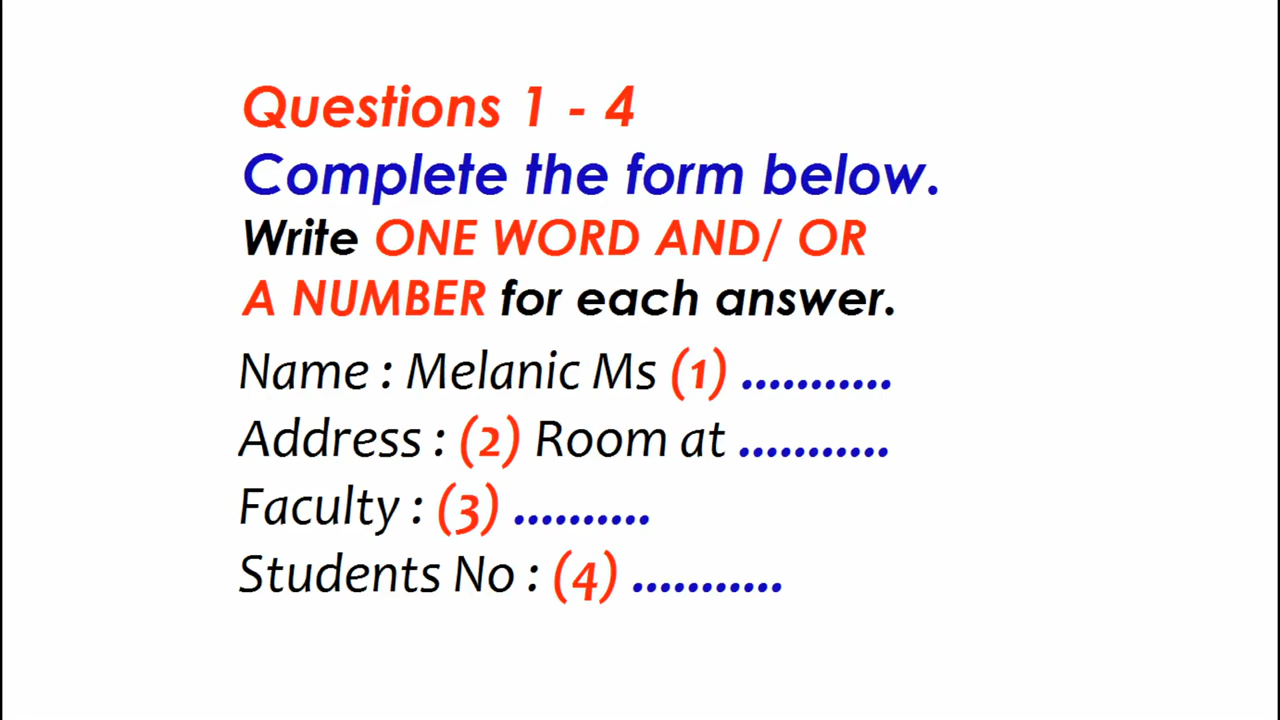 Questions 1 - 4
Complete the form below.
Write ONE WORD AND/ OR
A NUMBER for each answer.
Name : Melanic Ms (1) ...........
Address : (2) Room at ...........
Faculty : (3) ..........
Students No : (4) ...........